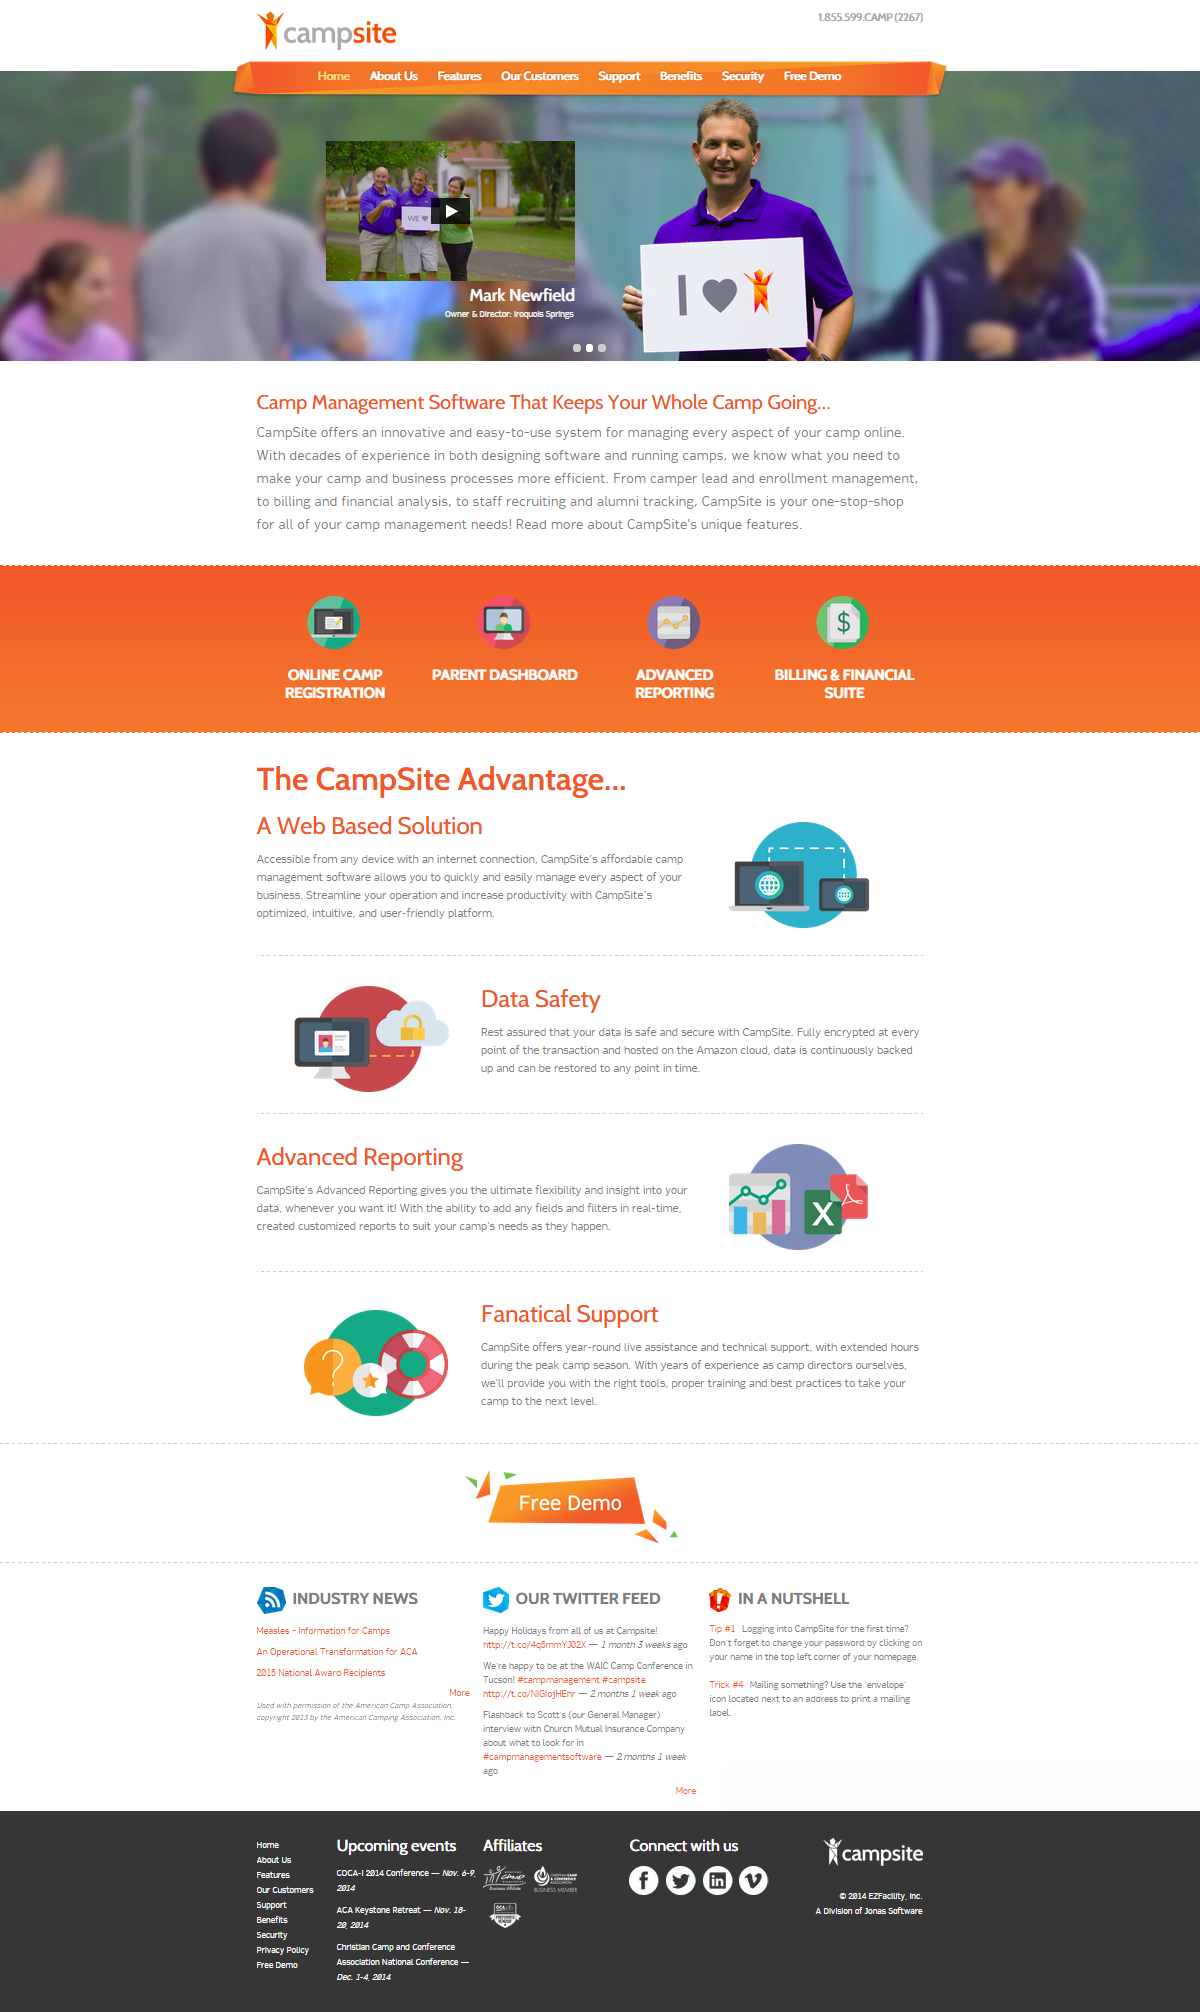 campsite
1.855.599.CAMP (2267)
Home About Us Features Our Customers Support Benefits Security Free Demo
WE
I
Mark Newfield
Owner & Director: Iroquois Springs
Camp Management Software That Keeps Your Whole Camp Going...
CampSite offers an innovative and easy-to-use system for managing every aspect of your camp online.
With decades of experience in both designing software and running camps, we know what you need to
make your camp and business processes more efficient. From camper lead and enrollment management,
to billing and financial analysis, to staff recruiting and alumni tracking, CampSite is your one-stop-shop
for all of your camp management needs! Read more about CampSite's unique features.
ONLINE CAMP
REGISTRATION
PARENT DASHBOARD
ADVANCED
REPORTING
$
BILLING & FINANCIAL
SUITE
The CampSite Advantage...
A Web Based Solution
Accessible from any device with an internet connection, CampSite's affordable camp
management software allows you to quickly and easily manage every aspect of your
business. Streamline your operation and increase productivity with CampSite's
optimized, intuitive, and user-friendly platform.
Data Safety
Rest assured that your data is safe and secure with CampSite. Fully encrypted at every
point of the transaction and hosted on the Amazon cloud, data is continuously backed
up and can be restored to any point in time.
Advanced Reporting
CampSite's Advanced Reporting gives you the ultimate flexibility and insight into your
data, whenever you want it! With the ability to add any fields and filters in real-time,
created customized reports to suit your camp's needs as they happen.
X
Fanatical Support
CampSite offers year-round live assistance and technical support, with extended hours
during the peak camp season. With years of experience as camp directors ourselves,
we'll provide you with the right tools, proper training and best practices to take your
camp to the next level.
?
Free Demo
INDUSTRY NEWS
Measles - Information for Camps
An Operational Transformation for ACA
2015 National Award Recipients
More
Used with permission of the American Camp Association;
copyright 2013 by the American Camping Association, Inc.
OUR TWITTER FEED
Happy Holidays from all of us at Campsite!
http://t.co/4q5mmYJ02X — 1 month 3 weeks ago
We're happy to be at the WAIC Camp Conference in
Tucson! #campmanagement #campsite
http://t.co/NIGlojHEhr — 2 months 1 week ago
Flashback to Scott's (our General Manager)
interview with Church Mutual Insurance Company
about what to look for in
#campmanagementsoftware — 2 months 1 week
ago
More
IN A NUTSHELL
Tip #1 Logging into CampSite for the first time?
Don't forget to change your password by clicking on
your name in the top left corner of your homepage.
Trick #4 Mailing something? Use the 'envelope'
icon located next to an address to print a mailing
label.
Home
About Us
Features
Our Customers
Support
Benefits
Security
Privacy Policy
Free Demo
Upcoming events
COCA-I 2014 Conference — Nov. 6-9,
2014
ACA Keystone Retreat — Nov. 18-
20, 2014
Christian Camp and Conference
Association National Conference —
Dec. 1-4, 2014
Affiliates
Business Affiliate
CHRISTIAN CAMP
& CONFERENCE
ASSOCIATION
BUSINESS MEMBER
PREFERRED
VENDOR
Connect with us
campsite
© 2014 EZFacility, Inc.
A Division of Jonas Software